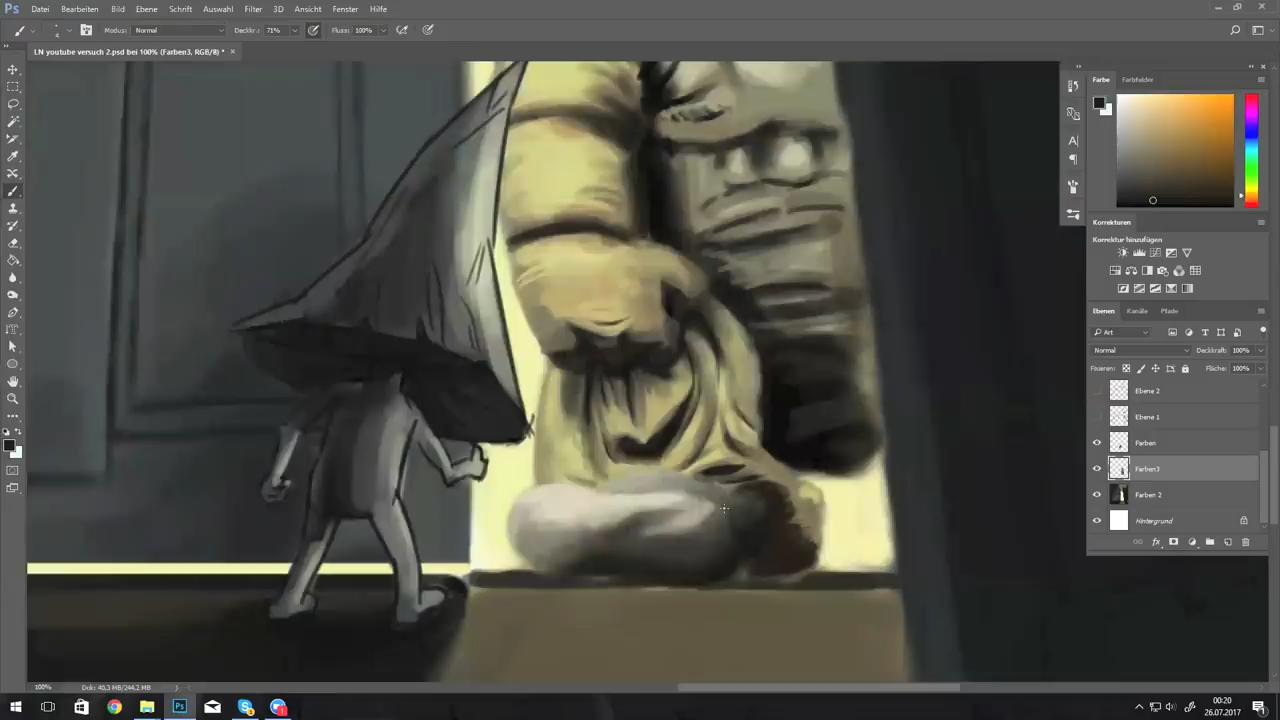 Ps Datei Bearbeiten Bild Ebene Schrift Auswahl Filter 3D Ansicht Fenster Hilfe
Modus: Normal Deckkr.: 71% Fluss: 100%
LN youtube versuch 2.psd bei 100% (Farben3, RGB/8) * ×
Farbe Farbfelder
Korrekturen
Korrektur hinzufügen
Ebenen Kanäle Pfade
Art
Normal Deckkraft: 100%
Fixieren: Fläche: 100%
Ebene 2
Ebene 1
Farben
Farben3
Farben 2
Hintergrund
100% Dok: 40,3 MB/244,2 MB
00:20
26.07.2017